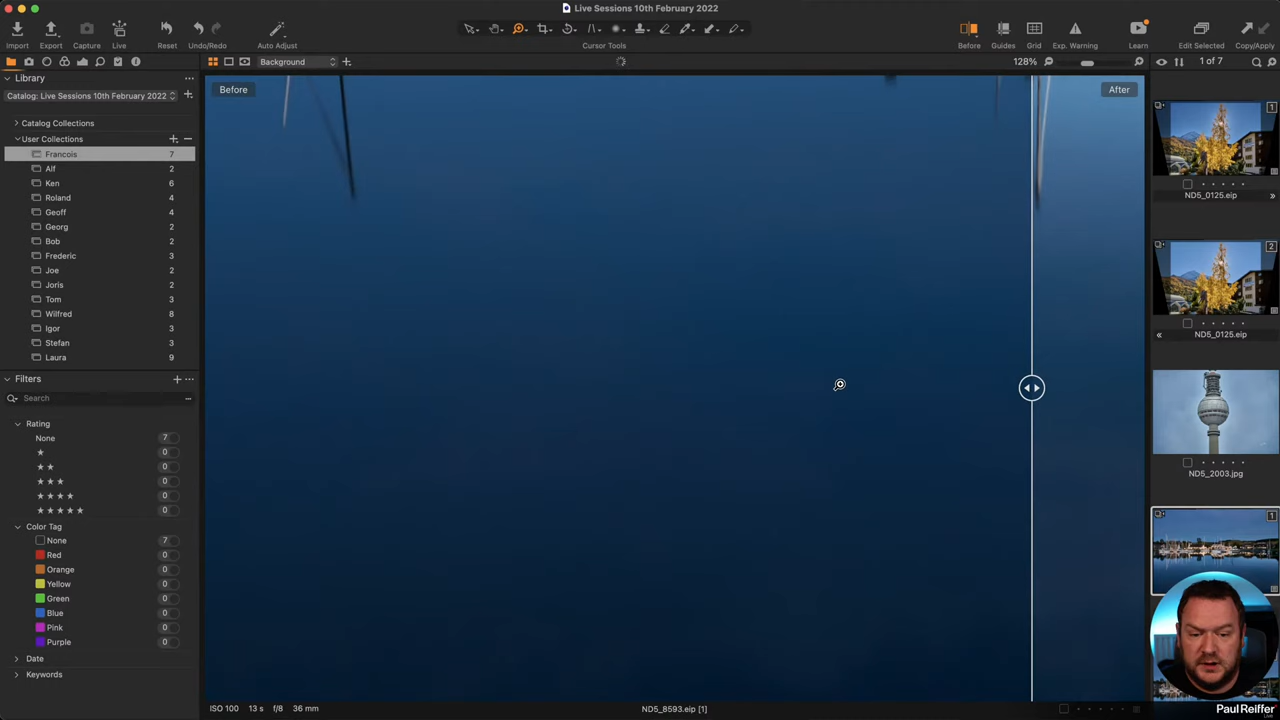 Live Sessions 10th February 2022
Import
Export
Capture
Live
Reset
Undo/Redo
Auto Adjust
Cursor Tools
Before
Guides
Grid
Exp. Warning
Learn
Edit Selected
Copy/Apply
Background
128%
1 of 7
Library
Catalog: Live Sessions 10th February 2022
Catalog Collections
User Collections
Francois 7
Alf 2
Ken 6
Roland 4
Geoff 4
Georg 2
Bob 2
Frederic 2
Joe 2
Joris 2
Tom 3
Wilfred 8
Igor 3
Stefan 3
Laura 9
Filters
Search
Rating
None 7
0
0
0
0
0
Color Tag
None 7
Red 0
Orange 0
Yellow 0
Green 0
Blue 0
Pink 0
Purple 0
Date
Keywords
Before
After
ISO 100 13 s f/8 36 mm
ND5_8593.eip [1]
1
ND5_0125.eip
2
ND5_0125.eip
ND5_2003.jpg
1
Paul Reiffer
Live